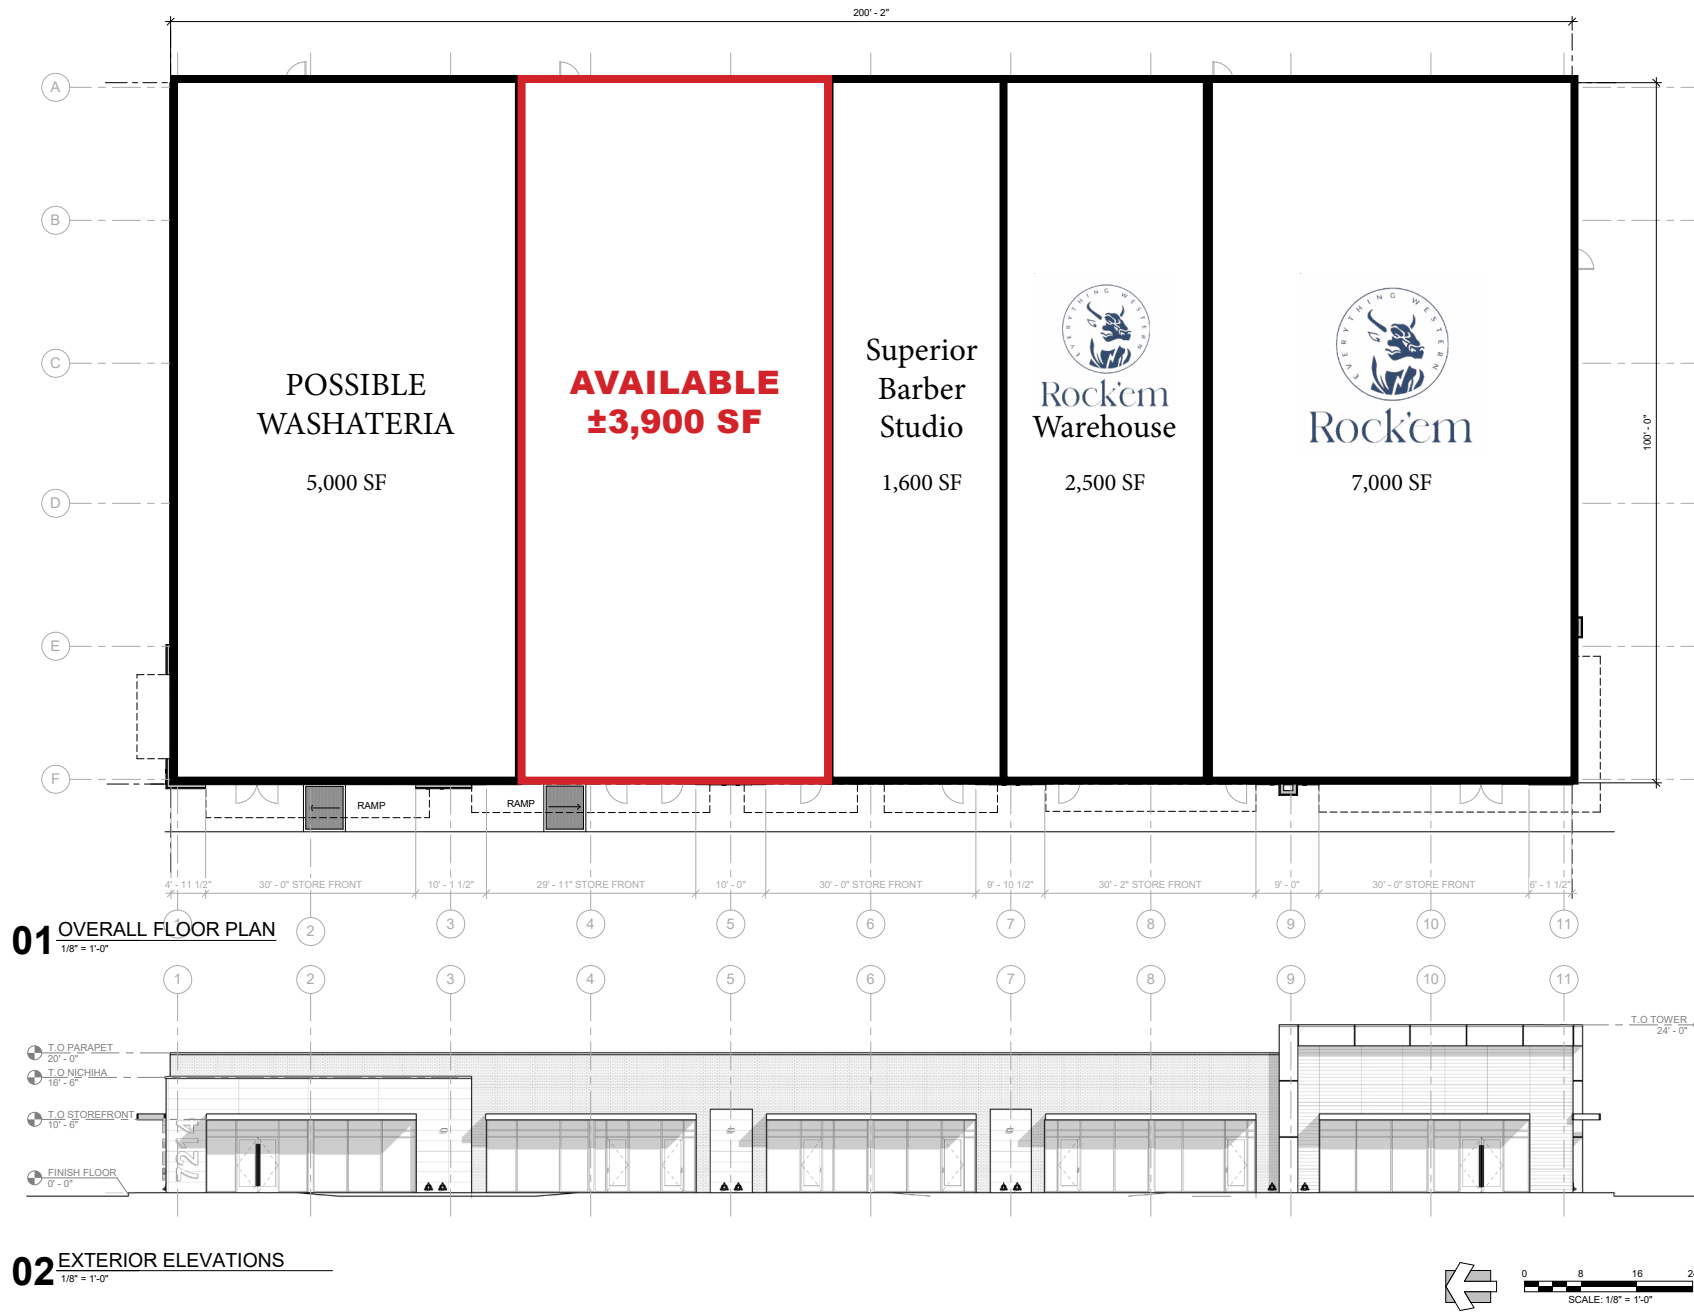 200' - 2"
A
B
C
D
E
F
POSSIBLE
WASHATERIA
5,000 SF
AVAILABLE
±3,900 SF
Superior
Barber
Studio
1,600 SF
EVERYTHING WESTERN
Rock'em
Warehouse
2,500 SF
EVERYTHING WESTERN
Rock'em
7,000 SF
100' - 0"
RAMP
RAMP
4' - 11 1/2"
30' - 0" STORE FRONT
10' - 1 1/2"
29' - 11" STORE FRONT
10' - 0"
30' - 0" STORE FRONT
9' - 10 1/2"
30' - 2" STORE FRONT
9' - 0"
30' - 0" STORE FRONT
6' - 1 1/2"
1 2 3 4 5 6 7 8 9 10 11
01 OVERALL FLOOR PLAN
1/8" = 1'-0"
1 2 3 4 5 6 7 8 9 10 11
T.O PARAPET
20' - 0"
T.O NICHIHA
16' - 6"
T.O STOREFRONT
10' - 6"
FINISH FLOOR
0' - 0"
7214
T.O TOWER
24' - 0"
02 EXTERIOR ELEVATIONS
1/8" = 1'-0"
0 8 16
SCALE: 1/8" = 1'-0"